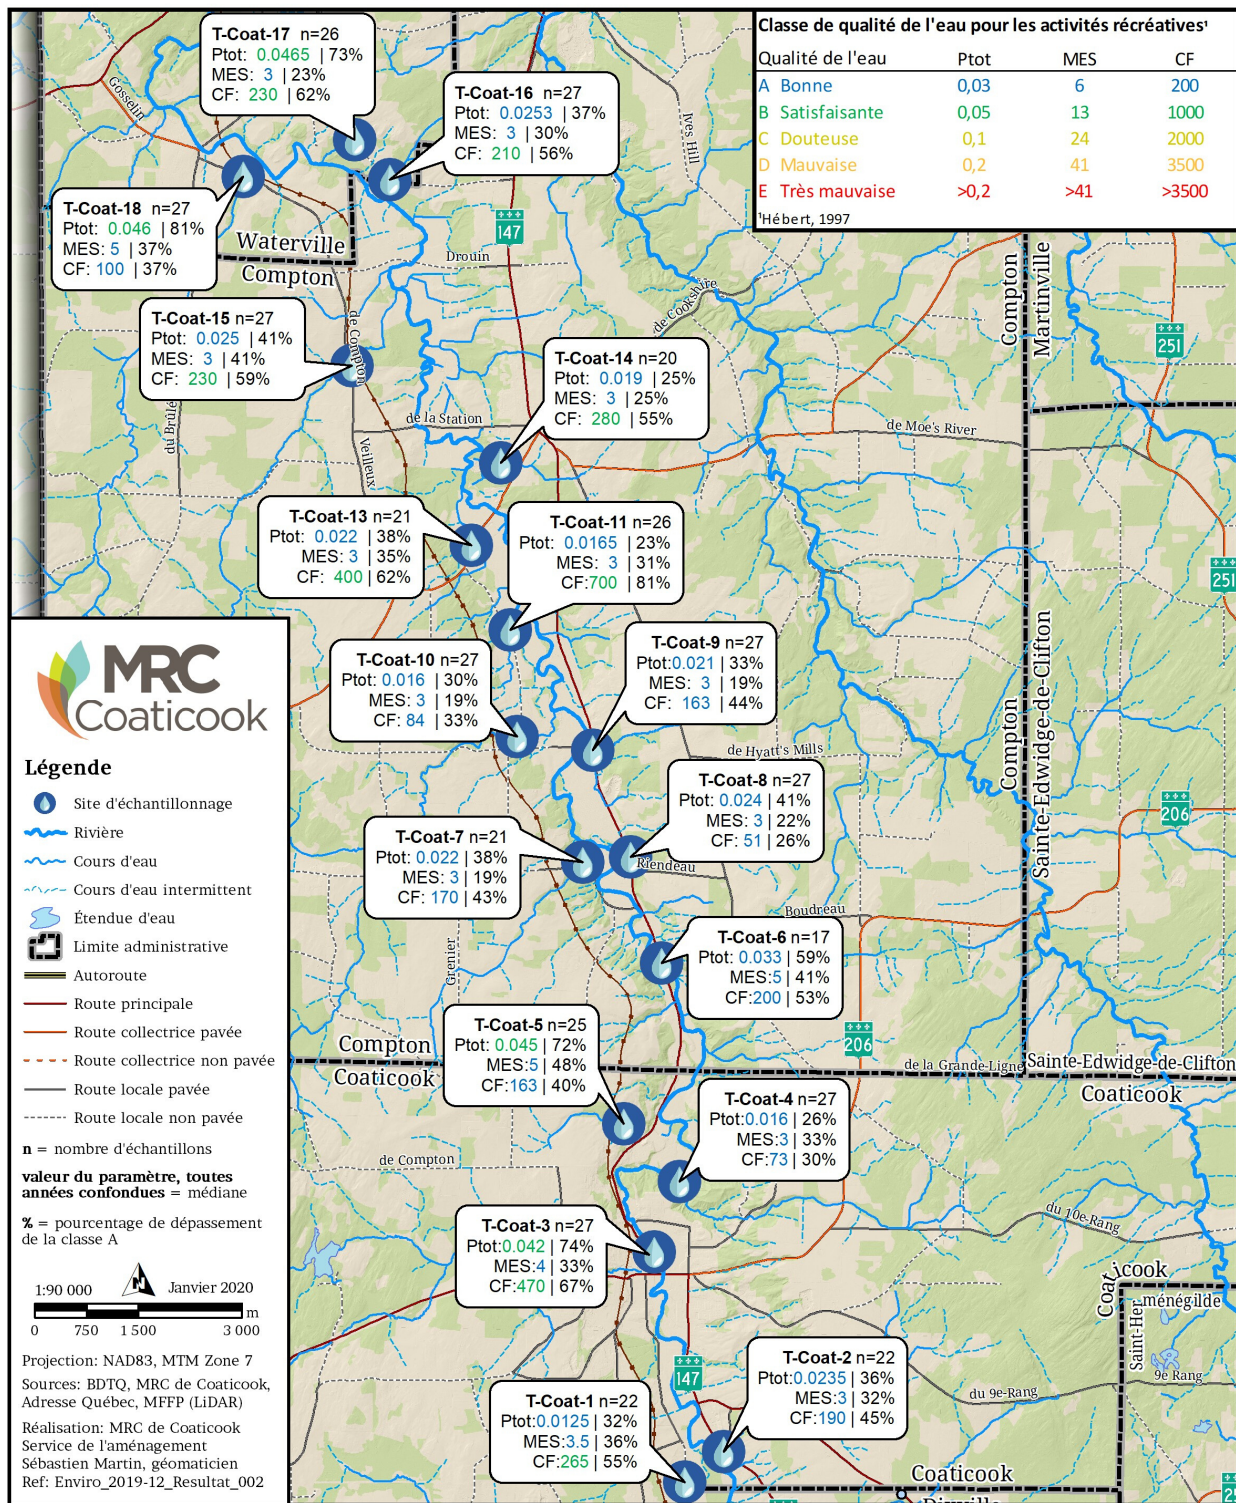 Classe de qualité de l'eau pour les activités récréatives¹
Qualité de l'eau Ptot MES CF
A Bonne 0,03 6 200
B Satisfaisante 0,05 13 1000
C Douteuse 0,1 24 2000
D Mauvaise 0,2 41 3500
E Très mauvaise >0,2 >41 >3500
¹Hébert, 1997
T-Coat-17 n=26
Ptot: 0.0465 | 73%
MES: 3 | 23%
CF: 230 | 62%
T-Coat-16 n=27
Ptot: 0.0253 | 37%
MES: 3 | 30%
CF: 210 | 56%
T-Coat-18 n=27
Ptot: 0.046 | 81%
MES: 5 | 37%
CF: 100 | 37%
T-Coat-15 n=27
Ptot: 0.025 | 41%
MES: 3 | 41%
CF: 230 | 59%
T-Coat-14 n=20
Ptot: 0.019 | 25%
MES: 3 | 25%
CF: 280 | 55%
T-Coat-13 n=21
Ptot: 0.022 | 38%
MES: 3 | 35%
CF: 400 | 62%
T-Coat-11 n=26
Ptot: 0.0165 | 23%
MES: 3 | 31%
CF:700 | 81%
T-Coat-10 n=27
Ptot: 0.016 | 30%
MES: 3 | 19%
CF: 84 | 33%
T-Coat-9 n=27
Ptot:0.021 | 33%
MES: 3 | 19%
CF: 163 | 44%
T-Coat-8 n=27
Ptot: 0.024 | 41%
MES: 3 | 22%
CF: 51 | 26%
T-Coat-7 n=21
Ptot: 0.022 | 38%
MES: 3 | 19%
CF: 170 | 43%
T-Coat-6 n=17
Ptot: 0.033 | 59%
MES:5 | 41%
CF:200 | 53%
T-Coat-5 n=25
Ptot: 0.045 | 72%
MES:5 | 48%
CF:163 | 40%
T-Coat-4 n=27
Ptot:0.016 | 26%
MES:3 | 33%
CF:73 | 30%
T-Coat-3 n=27
Ptot:0.042 | 74%
MES:4 | 33%
CF:470 | 67%
T-Coat-2 n=22
Ptot:0.0235 | 36%
MES:3 | 32%
CF:190 | 45%
T-Coat-1 n=22
Ptot:0.0125 | 32%
MES:3.5 | 36%
CF:265 | 55%
Gosselin
Ives Hill
147
Waterville
Compton
Drouin
de Cookshire
Compton
Martinville
251
de Compton
du Brûlé
Veilleux
de la Station
de Moe's River
251
Compton
Sainte-Edwidge-de-Clifton
de Hyatt's Mills
206
Riendeau
Boudreau
Grenier
206
Compton
Coaticook
de la Grande-Ligne
Sainte-Edwidge-de-Clifton
Coaticook
de Compton
du 10e-Rang
Coaticook
Saint-Her
ménégilde
9e Rang
du 9e-Rang
147
Coaticook
MRC
Coaticook
Légende
Site d'échantillonnage
Rivière
Cours d'eau
Cours d'eau intermittent
Étendue d'eau
Limite administrative
Autoroute
Route principale
Route collectrice pavée
Route collectrice non pavée
Route locale pavée
Route locale non pavée
n = nombre d'échantillons
valeur du paramètre, toutes
années confondues = médiane
% = pourcentage de dépassement
de la classe A
1:90 000 N Janvier 2020
m
0 750 1 500 3 000
Projection: NAD83, MTM Zone 7
Sources: BDTQ, MRC de Coaticook,
Adresse Québec, MFFP (LiDAR)
Réalisation: MRC de Coaticook
Service de l'aménagement
Sébastien Martin, géomaticien
Ref: Enviro_2019-12_Resultat_002